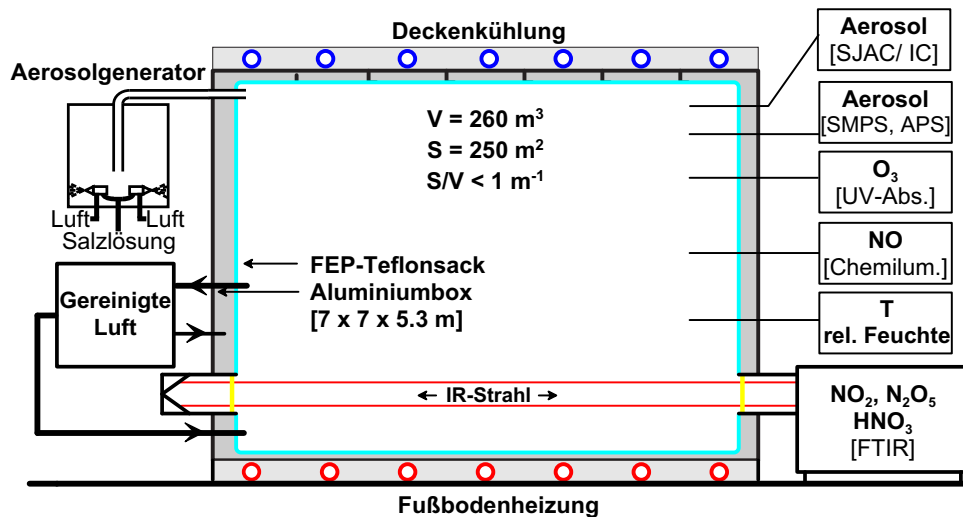 Deckenkühlung
Aerosolgenerator
Luft Luft
Salzlösung
V = 260 m³
S = 250 m²
S/V < 1 m⁻¹
Gereinigte
Luft
FEP-Teflonsack
Aluminiumbox
[7 x 7 x 5.3 m]
IR-Strahl
Aerosol
[SJAC/ IC]
Aerosol
[SMPS, APS]
O₃
[UV-Abs.]
NO
[Chemilum.]
T
rel. Feuchte
NO₂, N₂O₅
HNO₃
[FTIR]
Fußbodenheizung